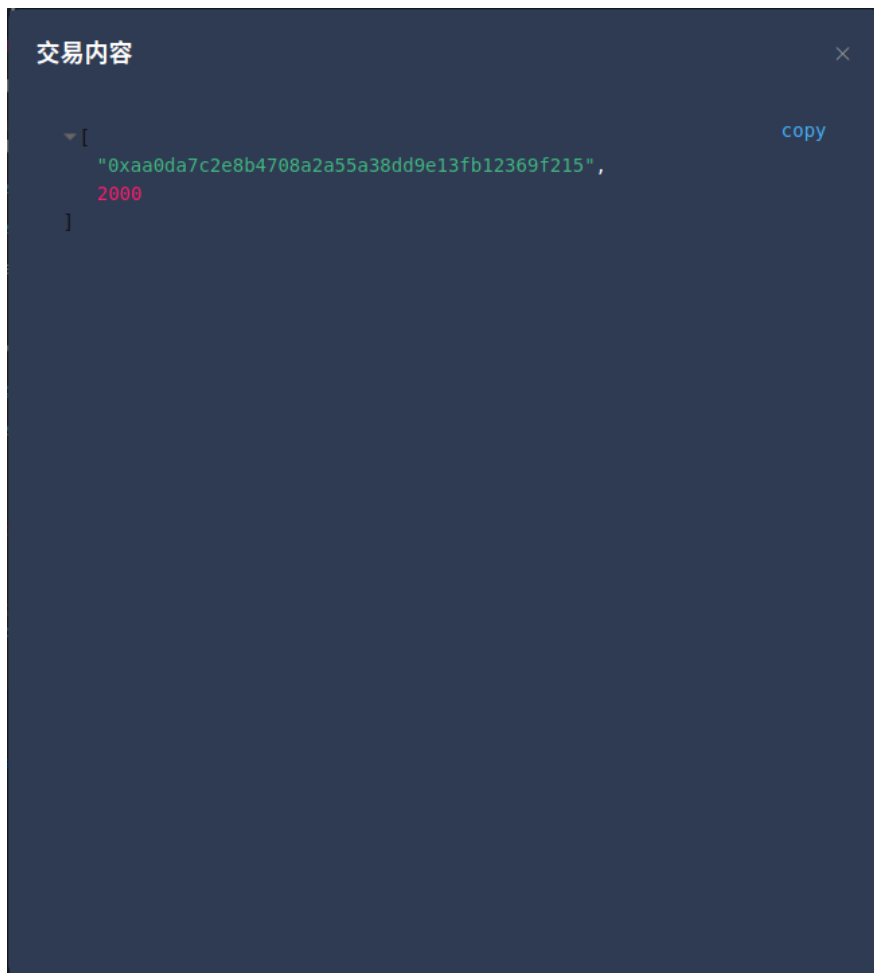 交易内容
copy
[
"0xaa0da7c2e8b4708a2a55a38dd9e13fb12369f215",
2000
]